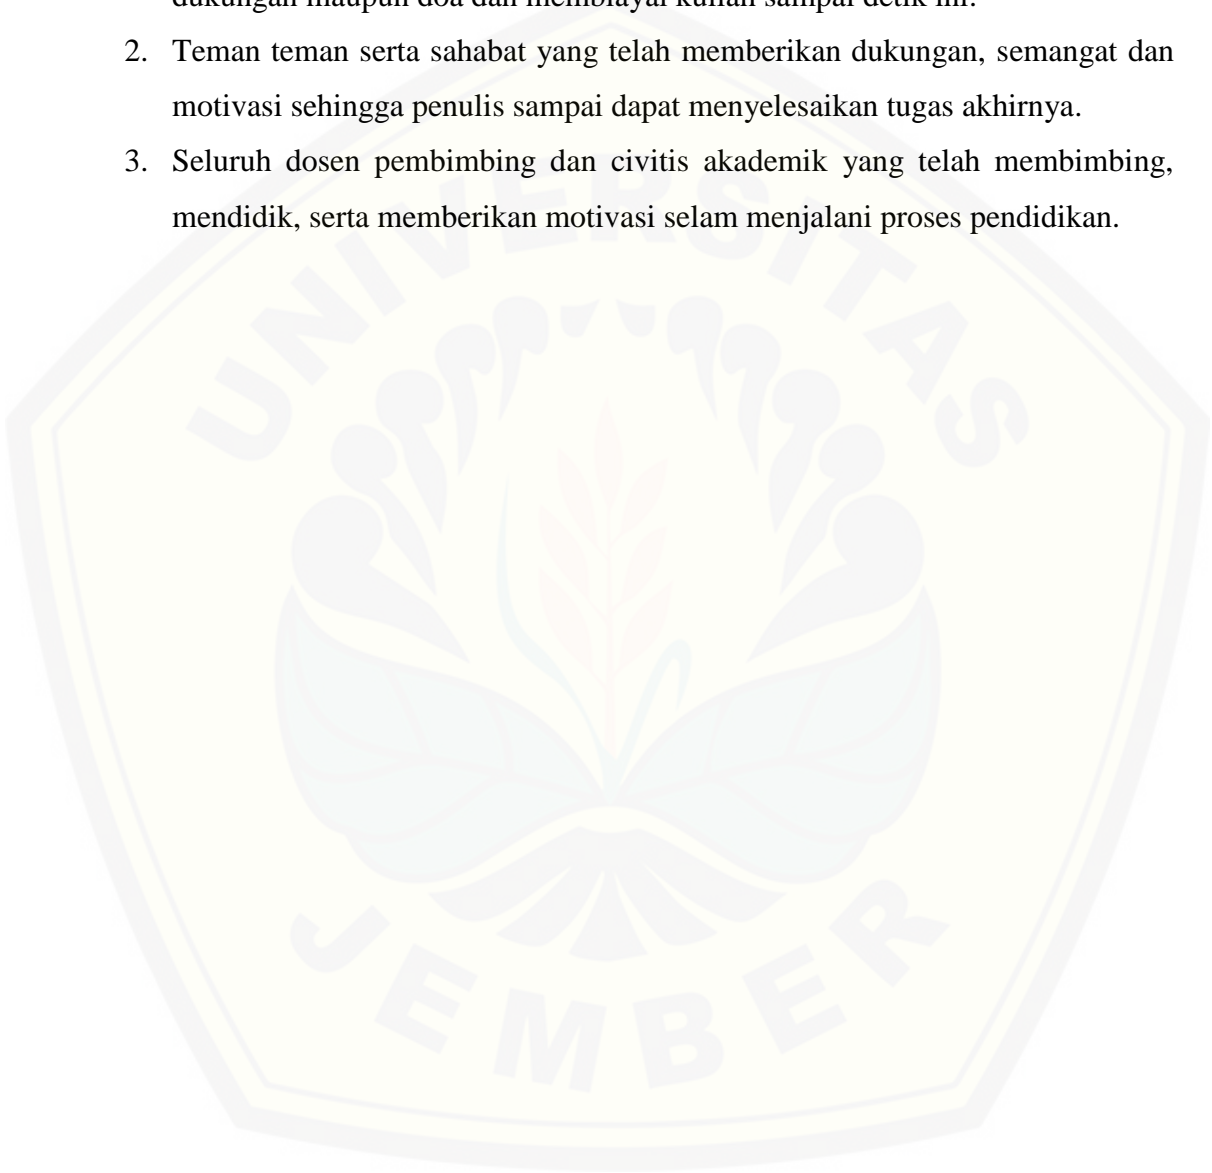 dukungan maupun doa dan membiayai kuliah sampai detik ini.
2. Teman teman serta sahabat yang telah memberikan dukungan, semangat dan
motivasi sehingga penulis sampai dapat menyelesaikan tugas akhirnya.
3. Seluruh dosen pembimbing dan civitis akademik yang telah membimbing,
mendidik, serta memberikan motivasi selam menjalani proses pendidikan.
UNIVERSITAS
JEMBER